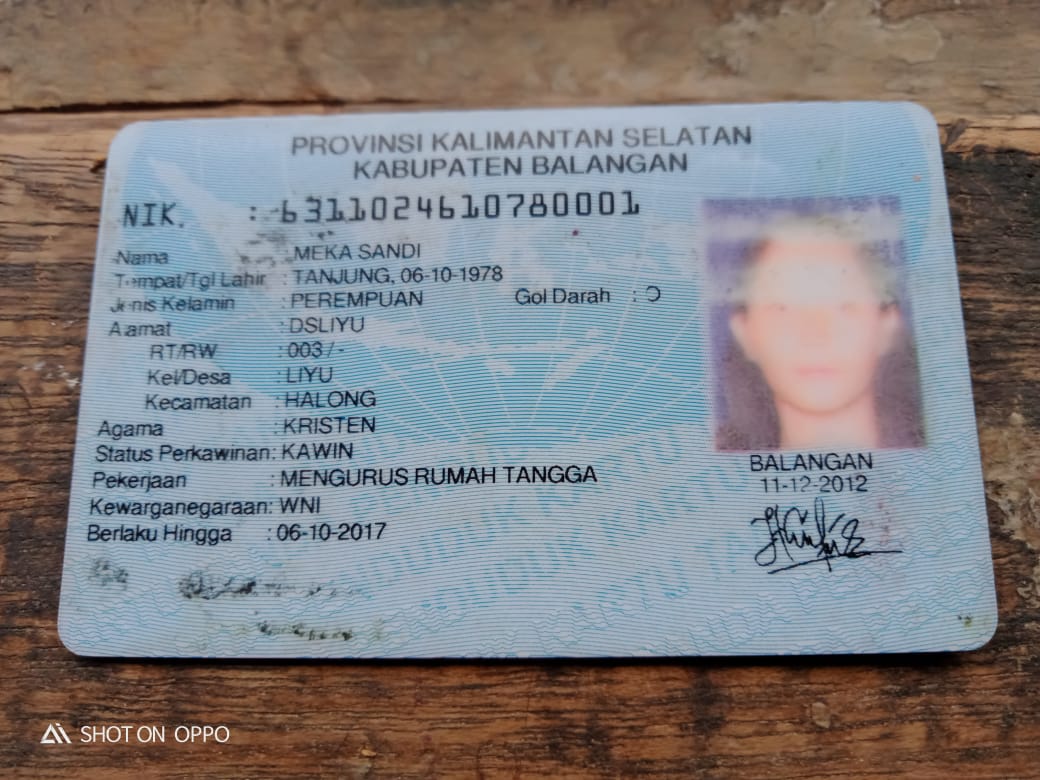 PROVINSI KALIMANTAN SELATAN
KABUPATEN BALANGAN
NIK. : 6311024610780001
Nama : MEKA SANDI
Tempat/Tgl Lahir : TANJUNG, 06-10-1978
Jenis Kelamin : PEREMPUAN Gol Darah : O
Alamat : DSLIYU
RT/RW : 003 / -
Kel/Desa : LIYU
Kecamatan : HALONG
Agama : KRISTEN
Status Perkawinan: KAWIN
Pekerjaan : MENGURUS RUMAH TANGGA
Kewarganegaraan: WNI
Berlaku Hingga : 06-10-2017
BALANGAN
11-12-2012
SHOT ON OPPO